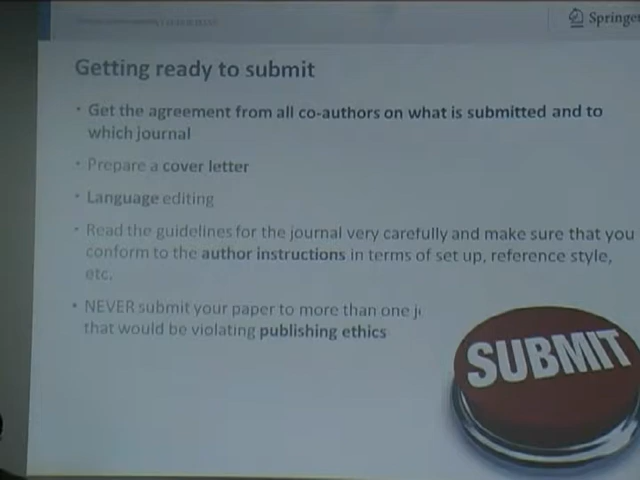 Springer
Getting ready to submit
• Get the agreement from all co-authors on what is submitted and to
which journal
• Prepare a cover letter
• Language editing
• Read the guidelines for the journal very carefully and make sure that you
conform to the author instructions in terms of set up, reference style,
etc.
• NEVER submit your paper to more than one j
that would be violating publishing ethics
SUBMIT